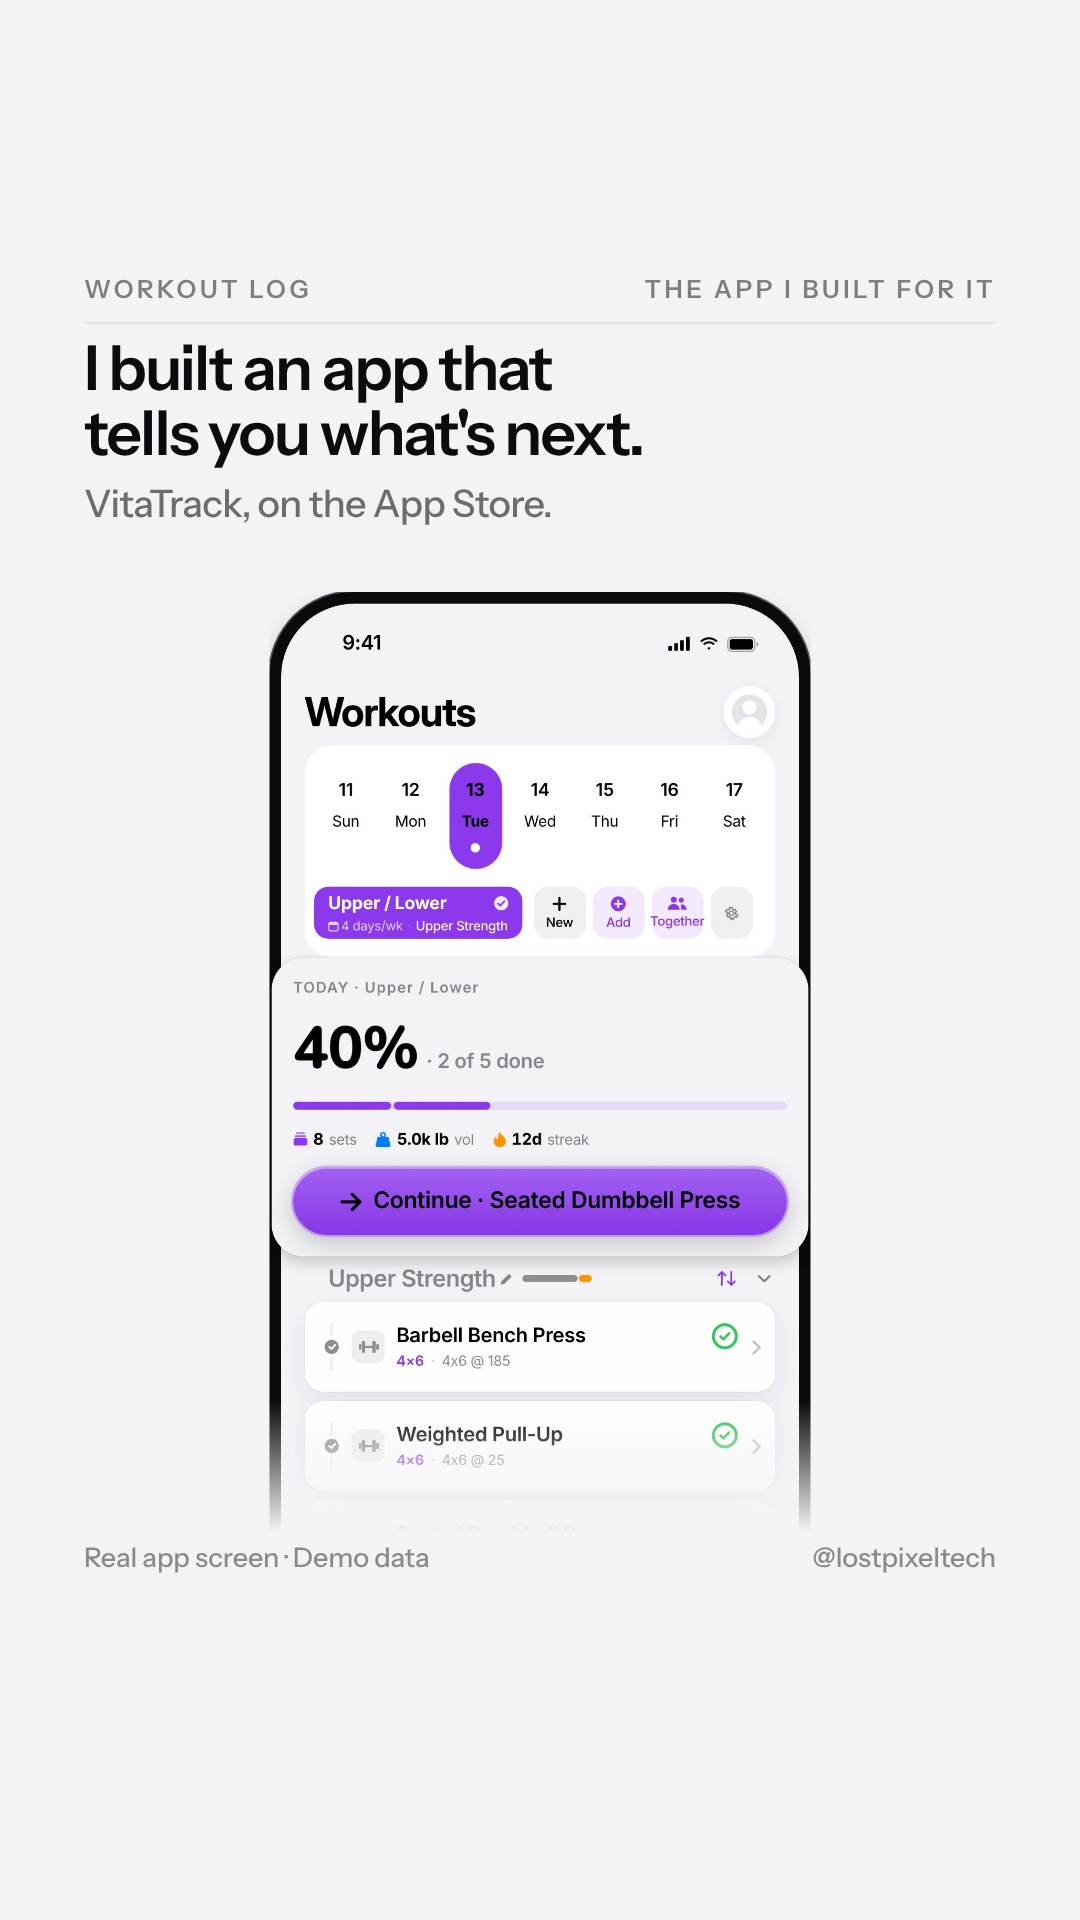 WORKOUT LOG
THE APP I BUILT FOR IT
I built an app that
tells you what's next.
VitaTrack, on the App Store.
9:41
Workouts
11 12 13 14 15 16 17
Sun Mon Tue Wed Thu Fri Sat
Upper / Lower
4 days/wk · Upper Strength
New
Add
Together
TODAY · Upper / Lower
40% · 2 of 5 done
8 sets 5.0k lb vol 12d streak
Continue · Seated Dumbbell Press
Upper Strength
Barbell Bench Press
4×6 · 4x6 @ 185
Weighted Pull-Up
4×6 · 4x6 @ 25
Real app screen · Demo data
@lostpixeltech